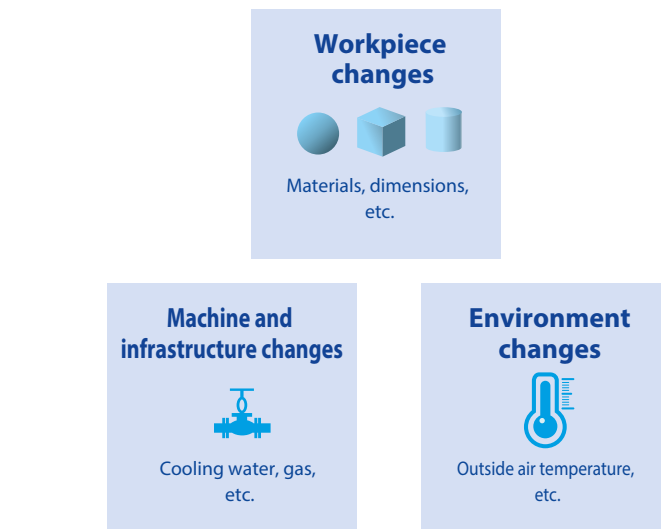 Workpiece
changes
Materials, dimensions,
etc.
Machine and
infrastructure changes
Cooling water, gas,
etc.
Environment
changes
Outside air temperature,
etc.